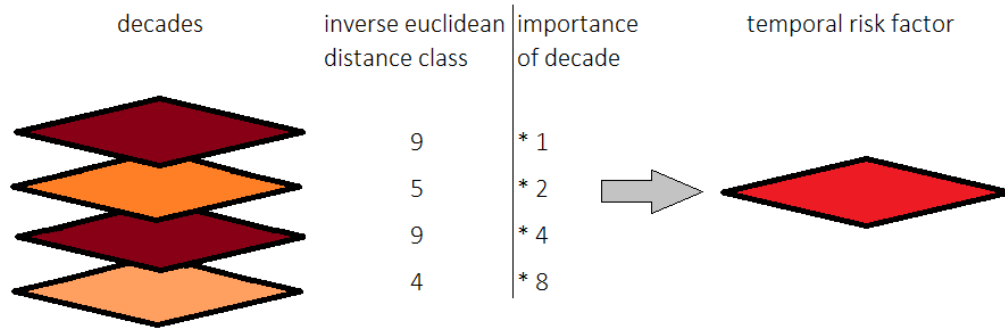 decades
inverse euclidean
distance class
importance
of decade
temporal risk factor
9 * 1
5 * 2
9 * 4
4 * 8